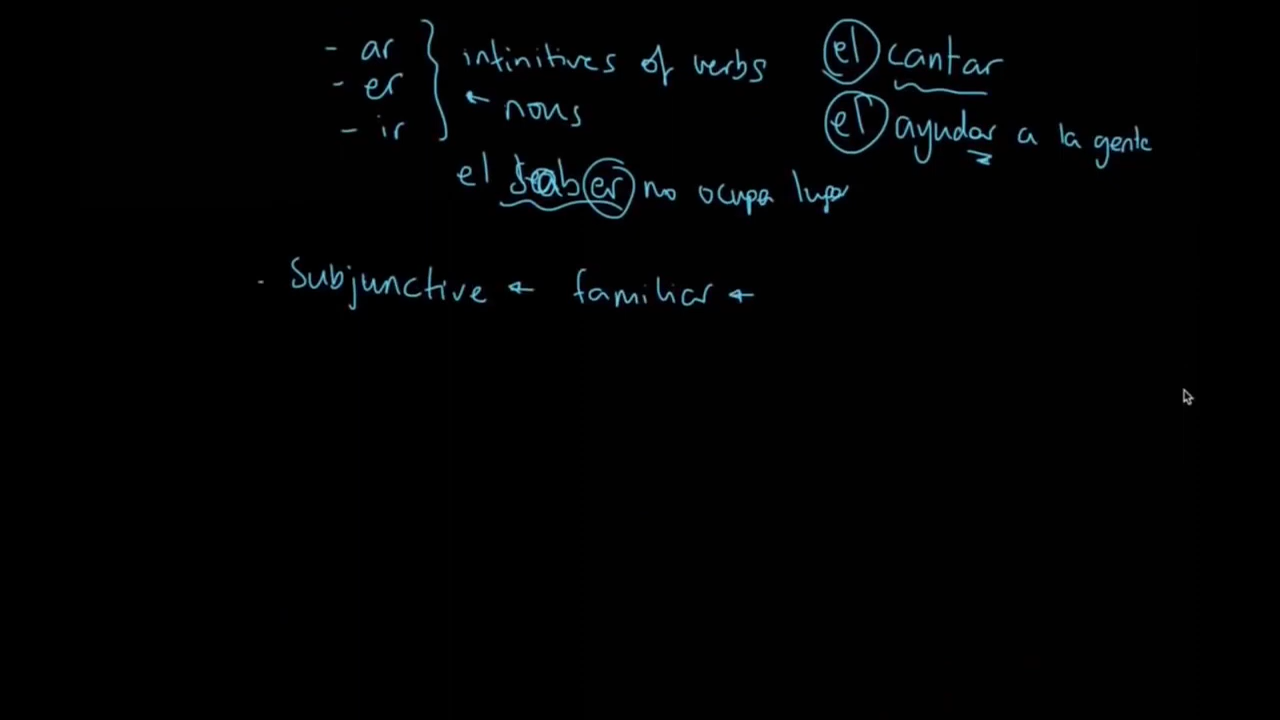 - ar } infinitives of verbs el cantar
- er ← nouns el ayudar a la gente
- ir
el saber no ocupa lugar
- Subjunctive ← familiar ←